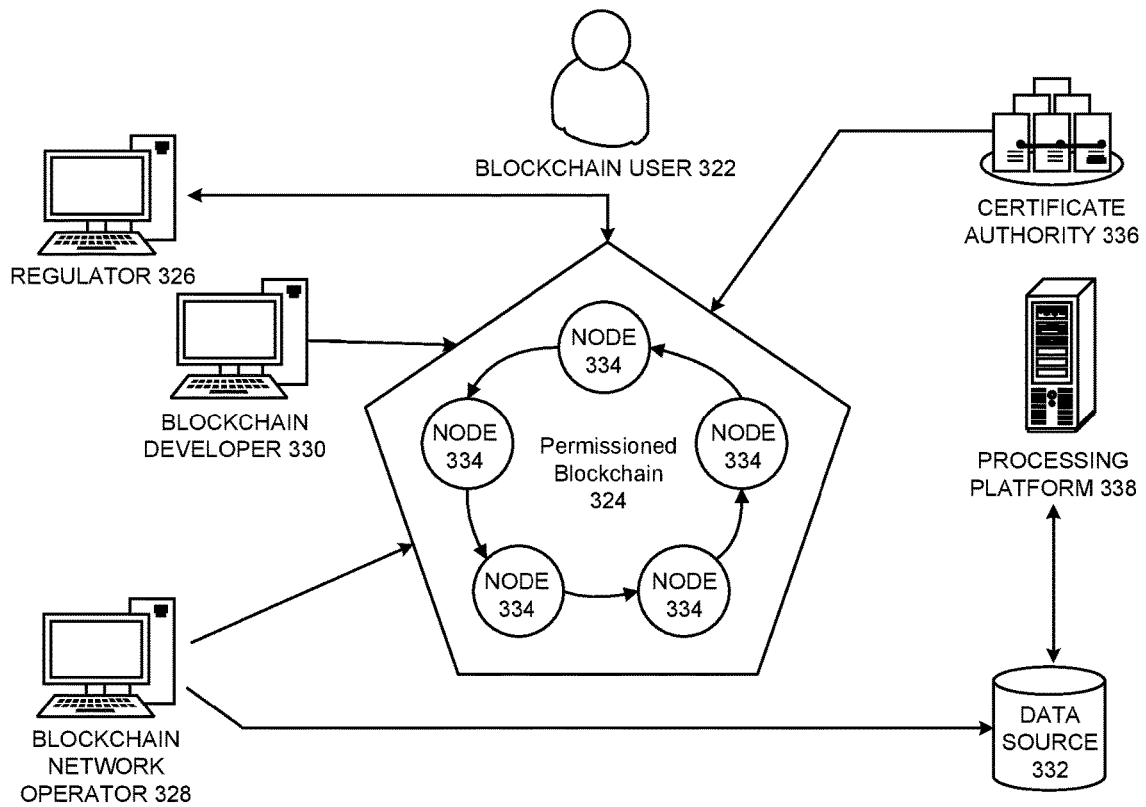 BLOCKCHAIN USER 322
CERTIFICATE
AUTHORITY 336
REGULATOR 326
BLOCKCHAIN
DEVELOPER 330
NODE
334
NODE
334
Permissioned
Blockchain
324
NODE
334
NODE
334
NODE
334
PROCESSING
PLATFORM 338
BLOCKCHAIN
NETWORK
OPERATOR 328
DATA
SOURCE
332